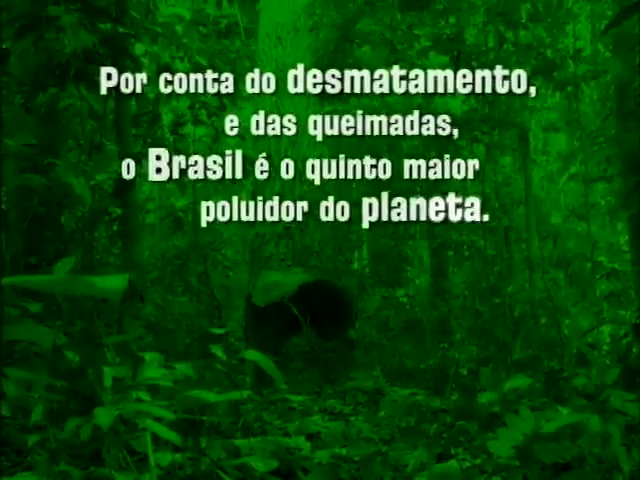 Por conta do desmatamento,
e das queimadas,
o Brasil é o quinto maior
poluidor do planeta.